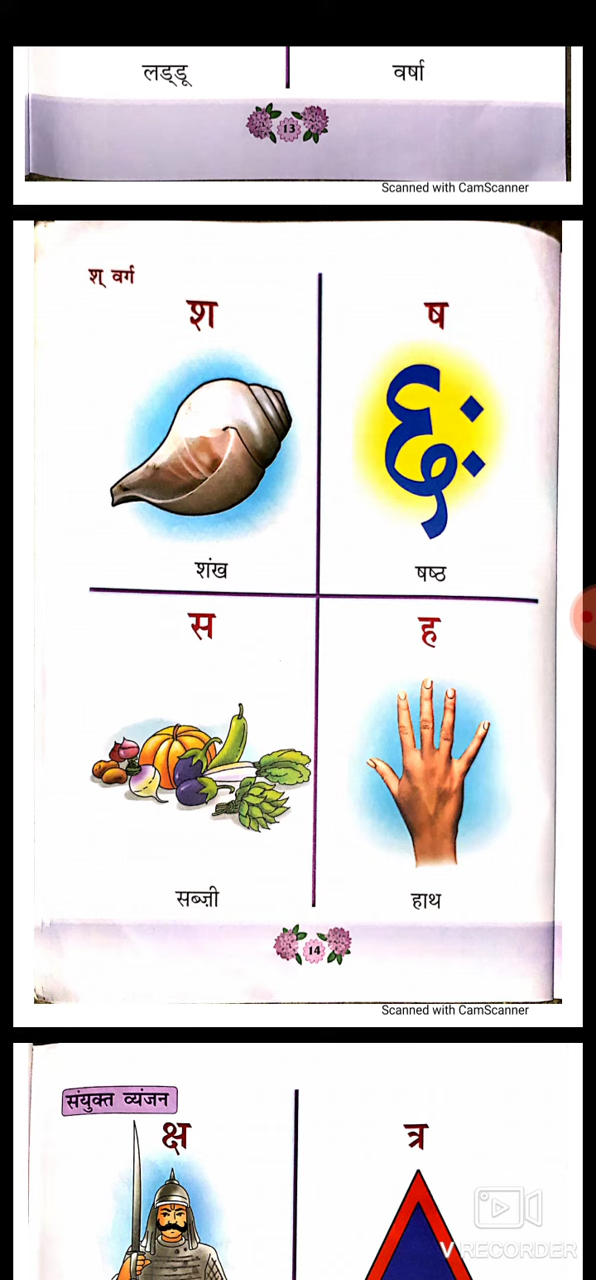 लड्डू वर्षा
13
Scanned with CamScanner
श् वर्ग
श ष
छं
शंख षष्ठ
स ह
सब्ज़ी हाथ
14
Scanned with CamScanner
संयुक्त व्यंजन
क्ष त्र
V RECORDER